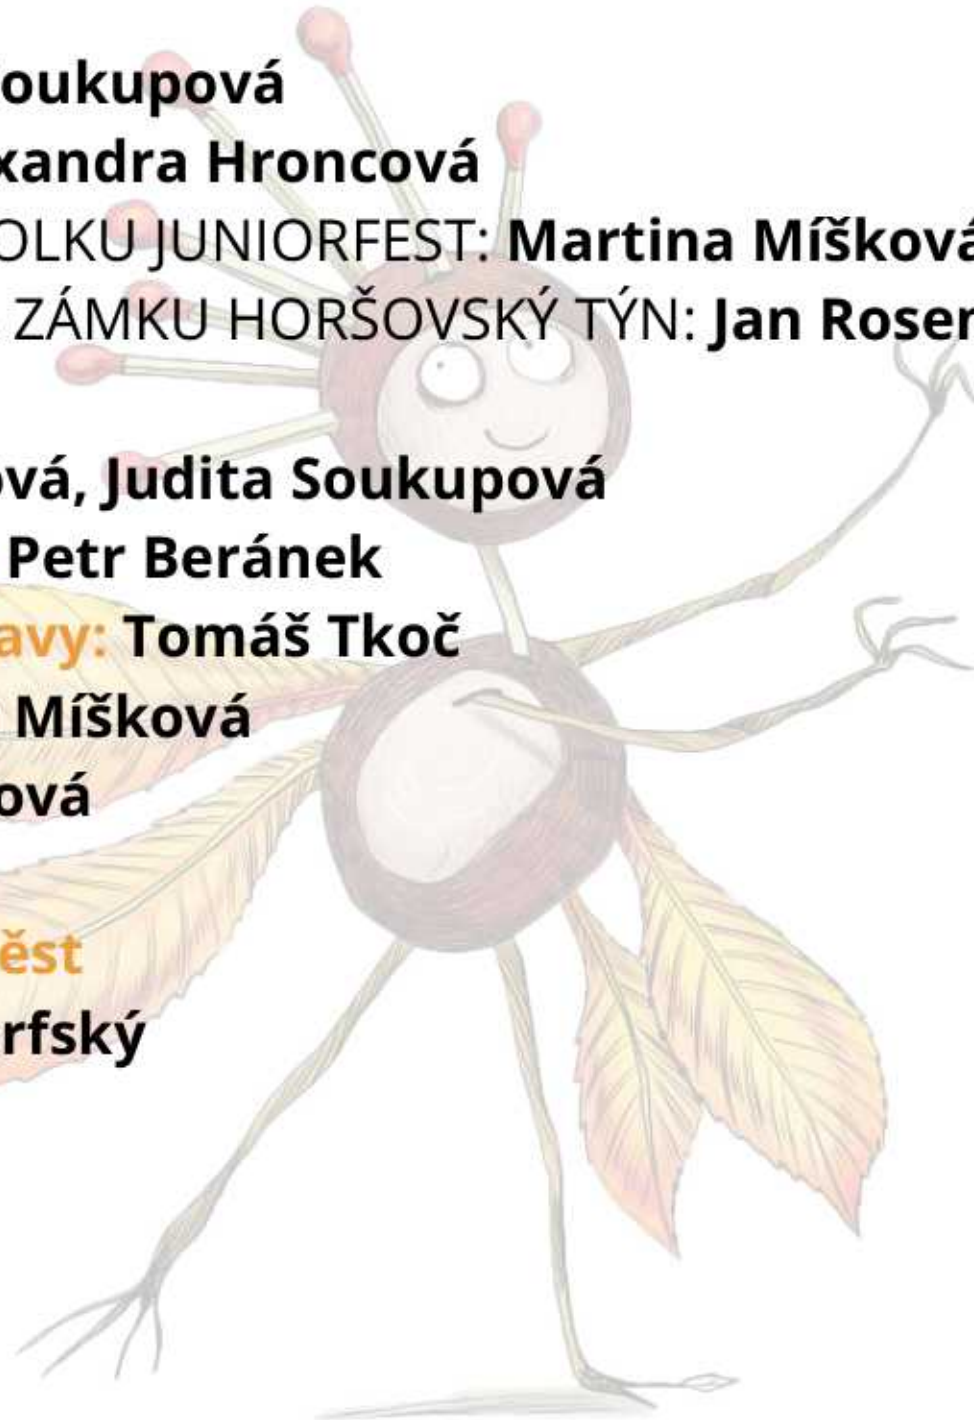 oukupová
xandra Hroncová
OLKU JUNIORFEST: Martina Míšková
ZÁMKU HORŠOVSKÝ TÝN: Jan Rosen
ová, Judita Soukupová
Petr Beránek
avy: Tomáš Tkoč
Míšková
ová
ěst
rfský